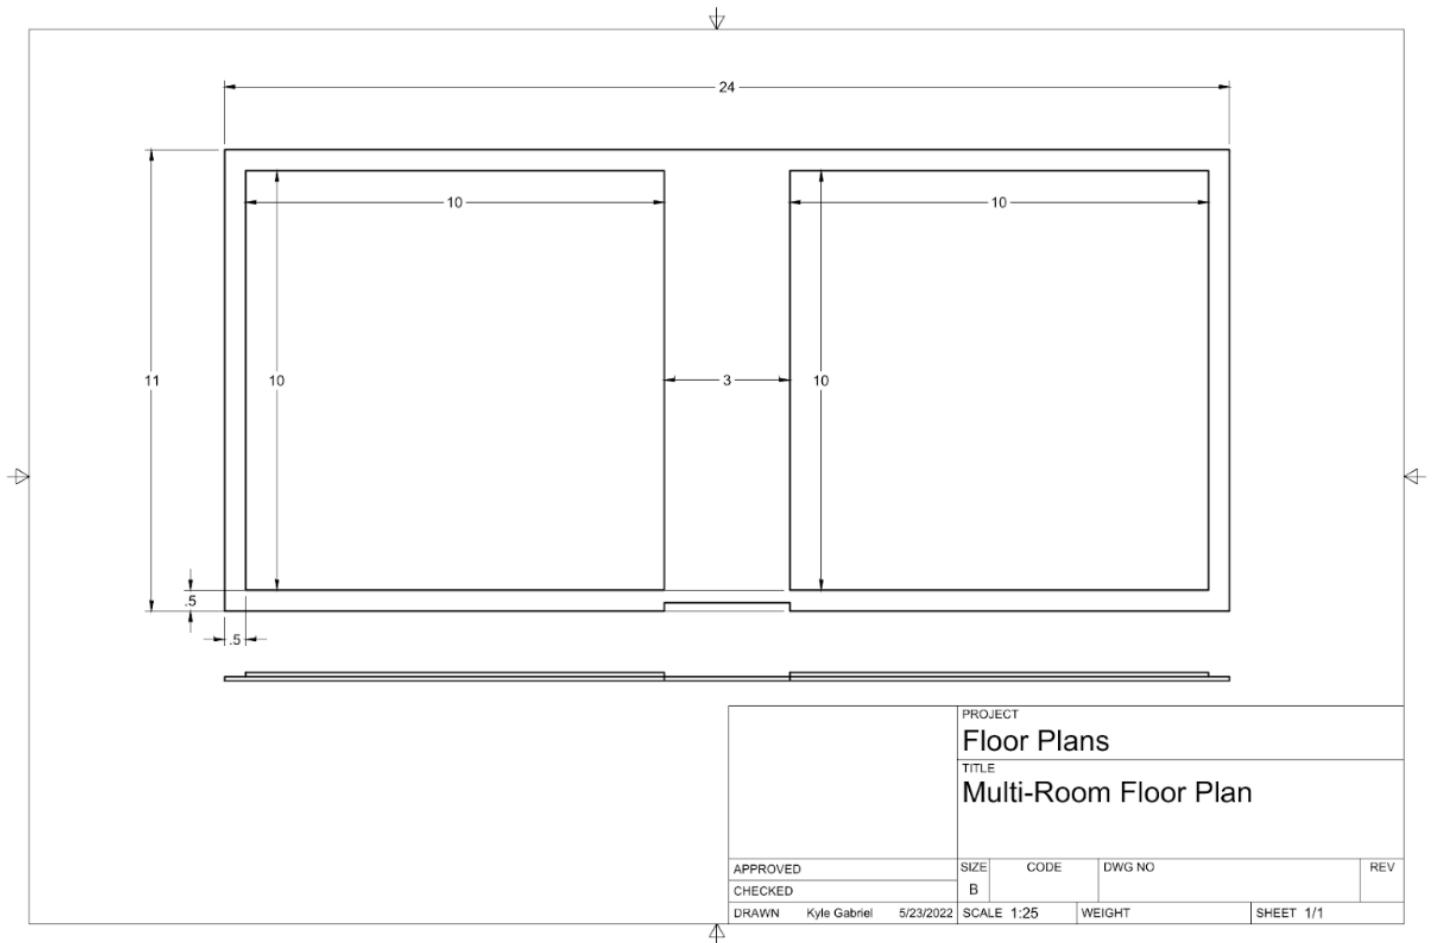 24
10
10
11
10
3
10
.5
.5
PROJECT
Floor Plans
TITLE
Multi-Room Floor Plan
APPROVED
SIZE CODE DWG NO REV
CHECKED
B
DRAWN Kyle Gabriel 5/23/2022 SCALE 1:25 WEIGHT SHEET 1/1